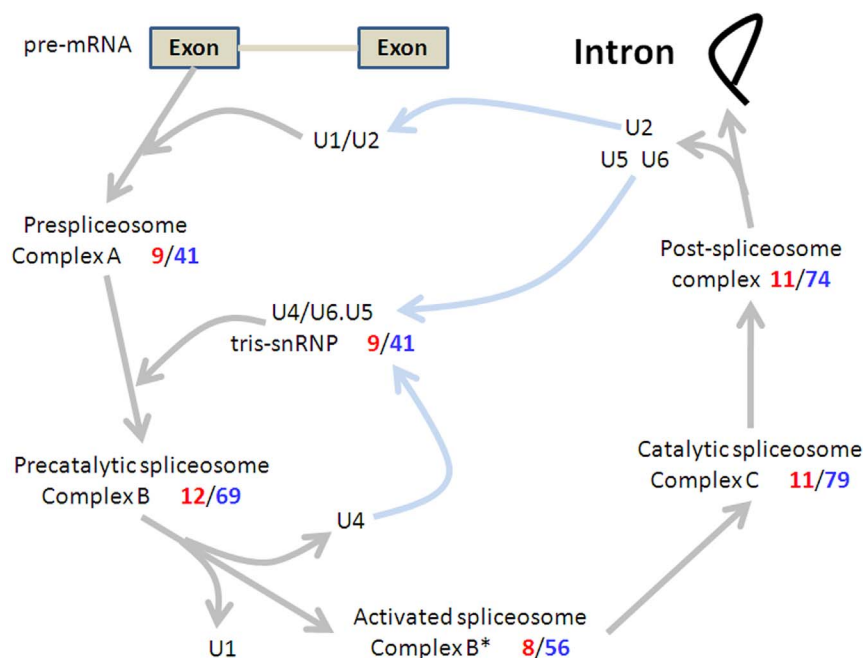 pre-mRNA Exon Exon
Intron
U1/U2
U2
U5 U6
Prespliceosome
Complex A 9/41
Post-spliceosome
complex 11/74
U4/U6.U5
tris-snRNP 9/41
Precatalytic spliceosome
Complex B 12/69
Catalytic spliceosome
Complex C 11/79
U4
Activated spliceosome
Complex B* 8/56
U1